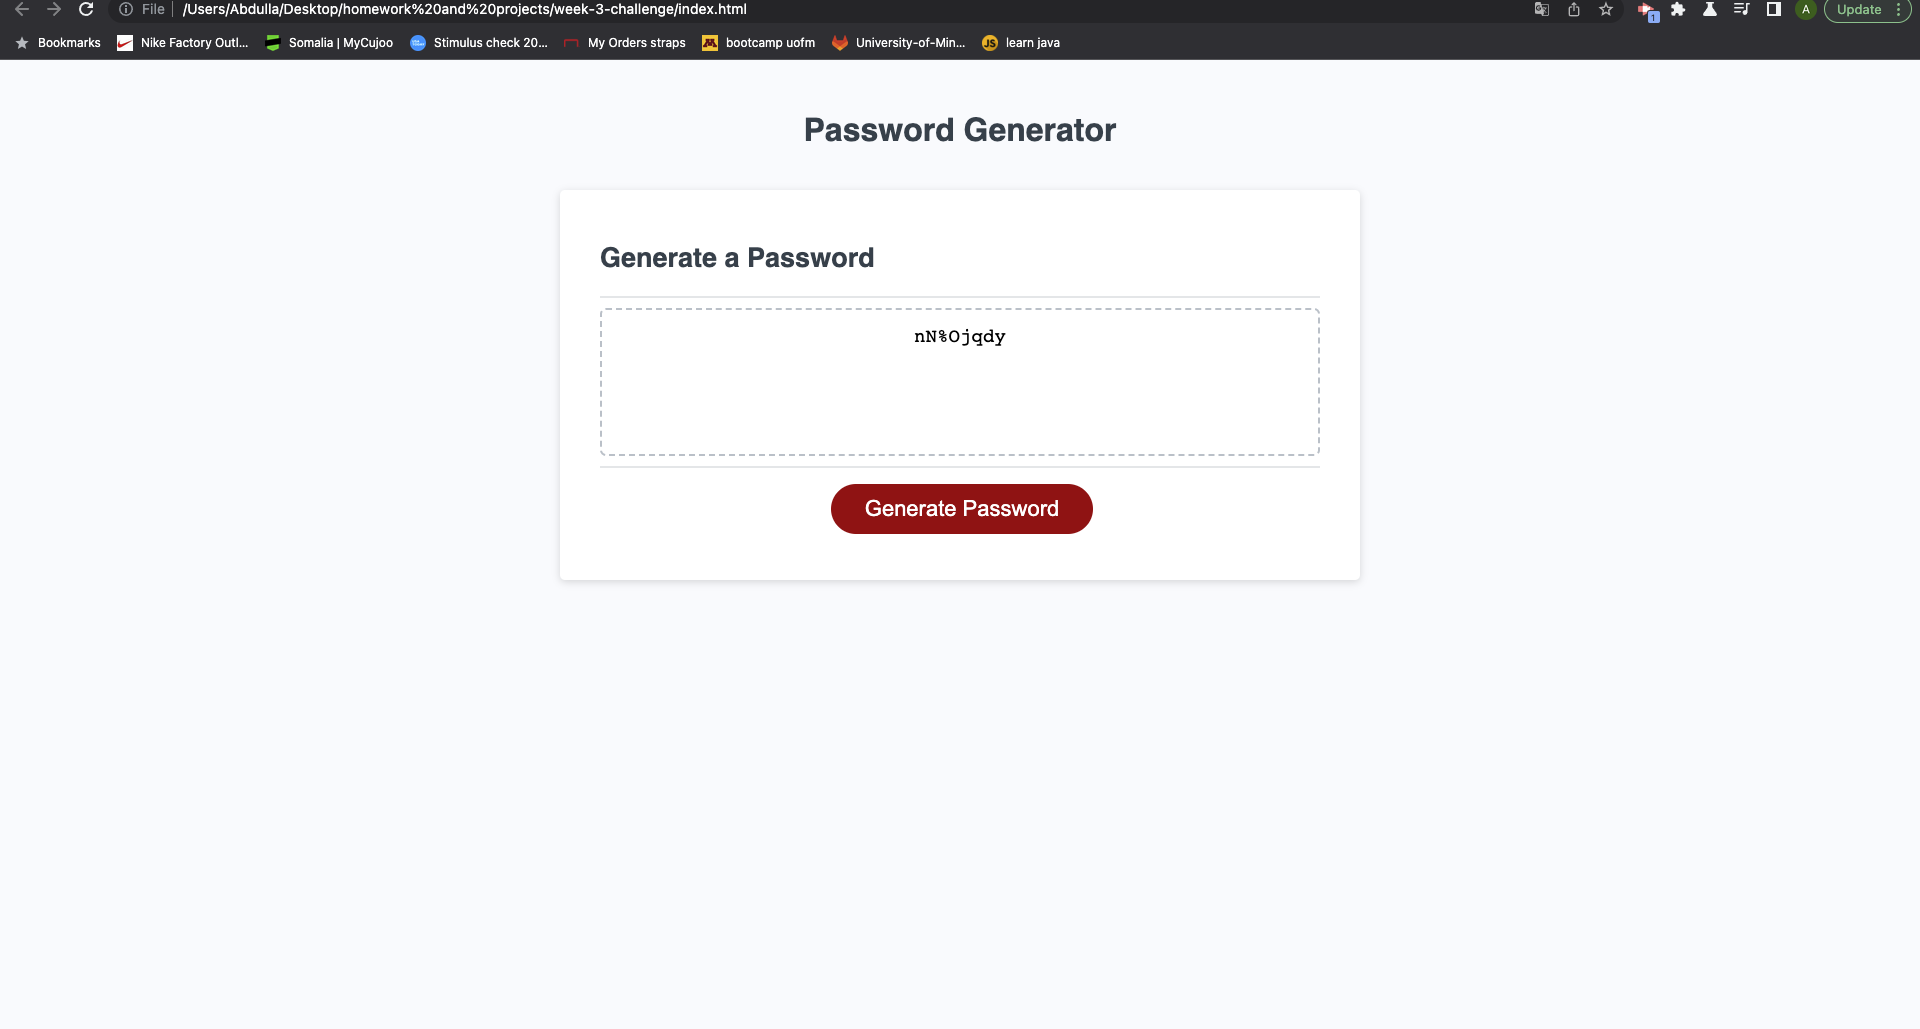 File /Users/Abdulla/Desktop/homework%20and%20projects/week-3-challenge/index.html
1
A
Update
Bookmarks
Nike Factory Outl...
Somalia | MyCujoo
Stimulus check 20...
My Orders straps
bootcamp uofm
University-of-Min...
JS
learn java
Password Generator
Generate a Password
nN%Ojqdy
Generate Password